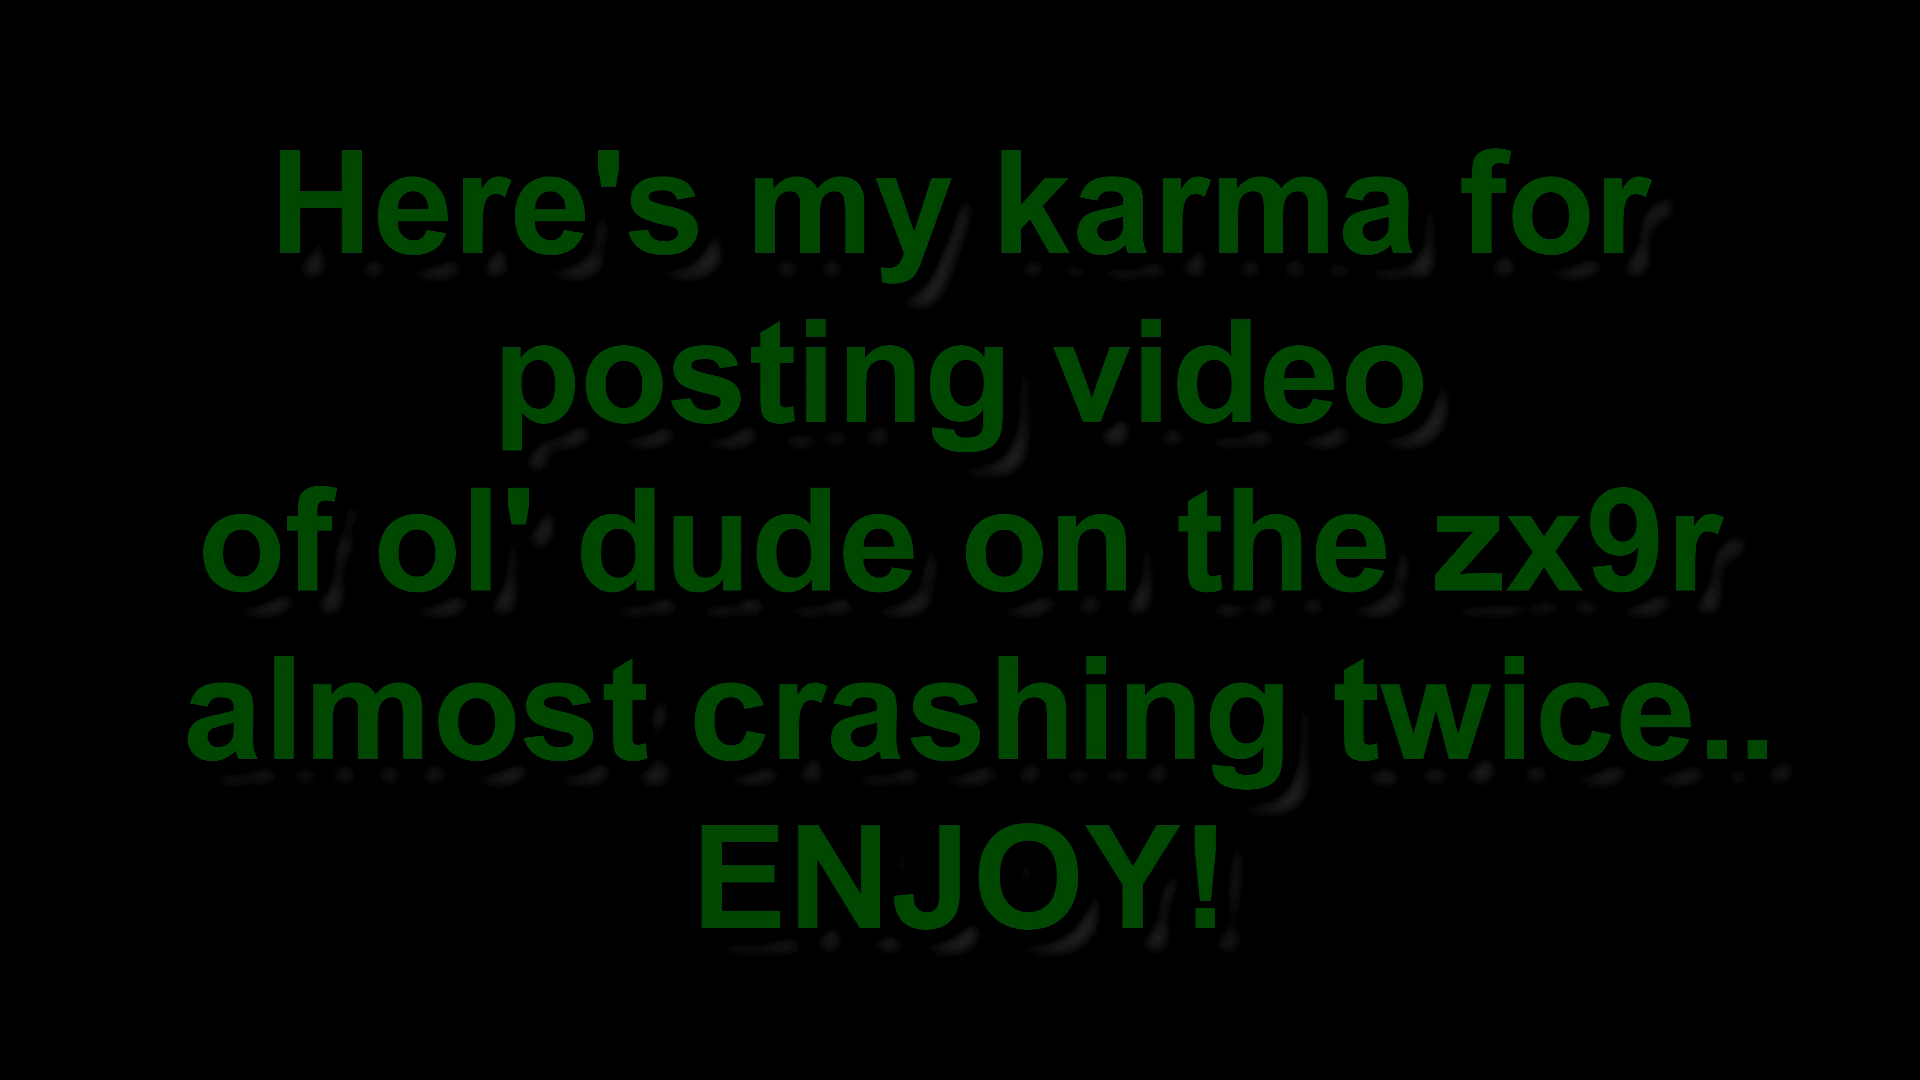 Here's my karma for
posting video
of ol' dude on the zx9r
almost crashing twice..
ENJOY!